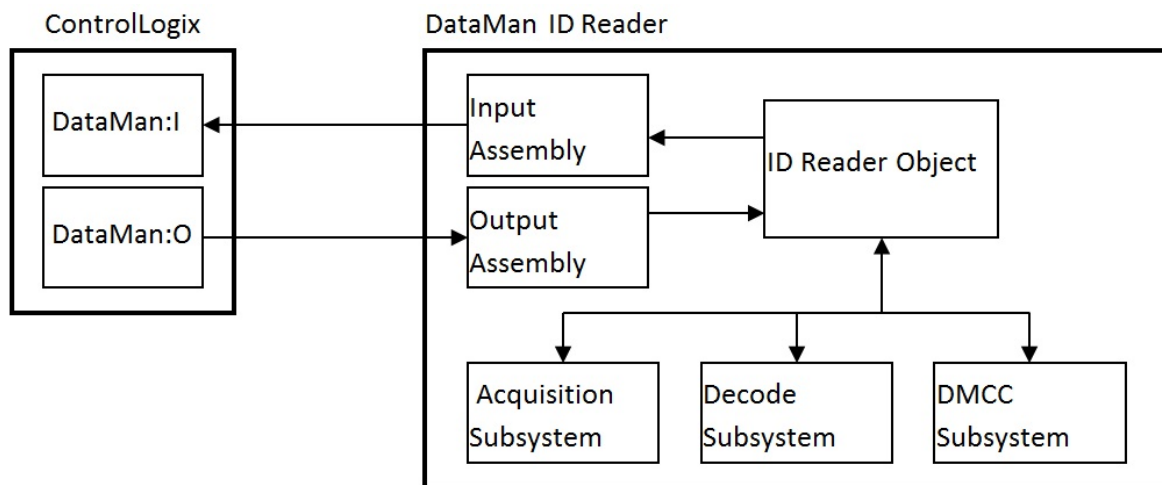 ControlLogix
DataMan ID Reader
DataMan:I
DataMan:O
Input
Assembly
Output
Assembly
ID Reader Object
Acquisition
Subsystem
Decode
Subsystem
DMCC
Subsystem